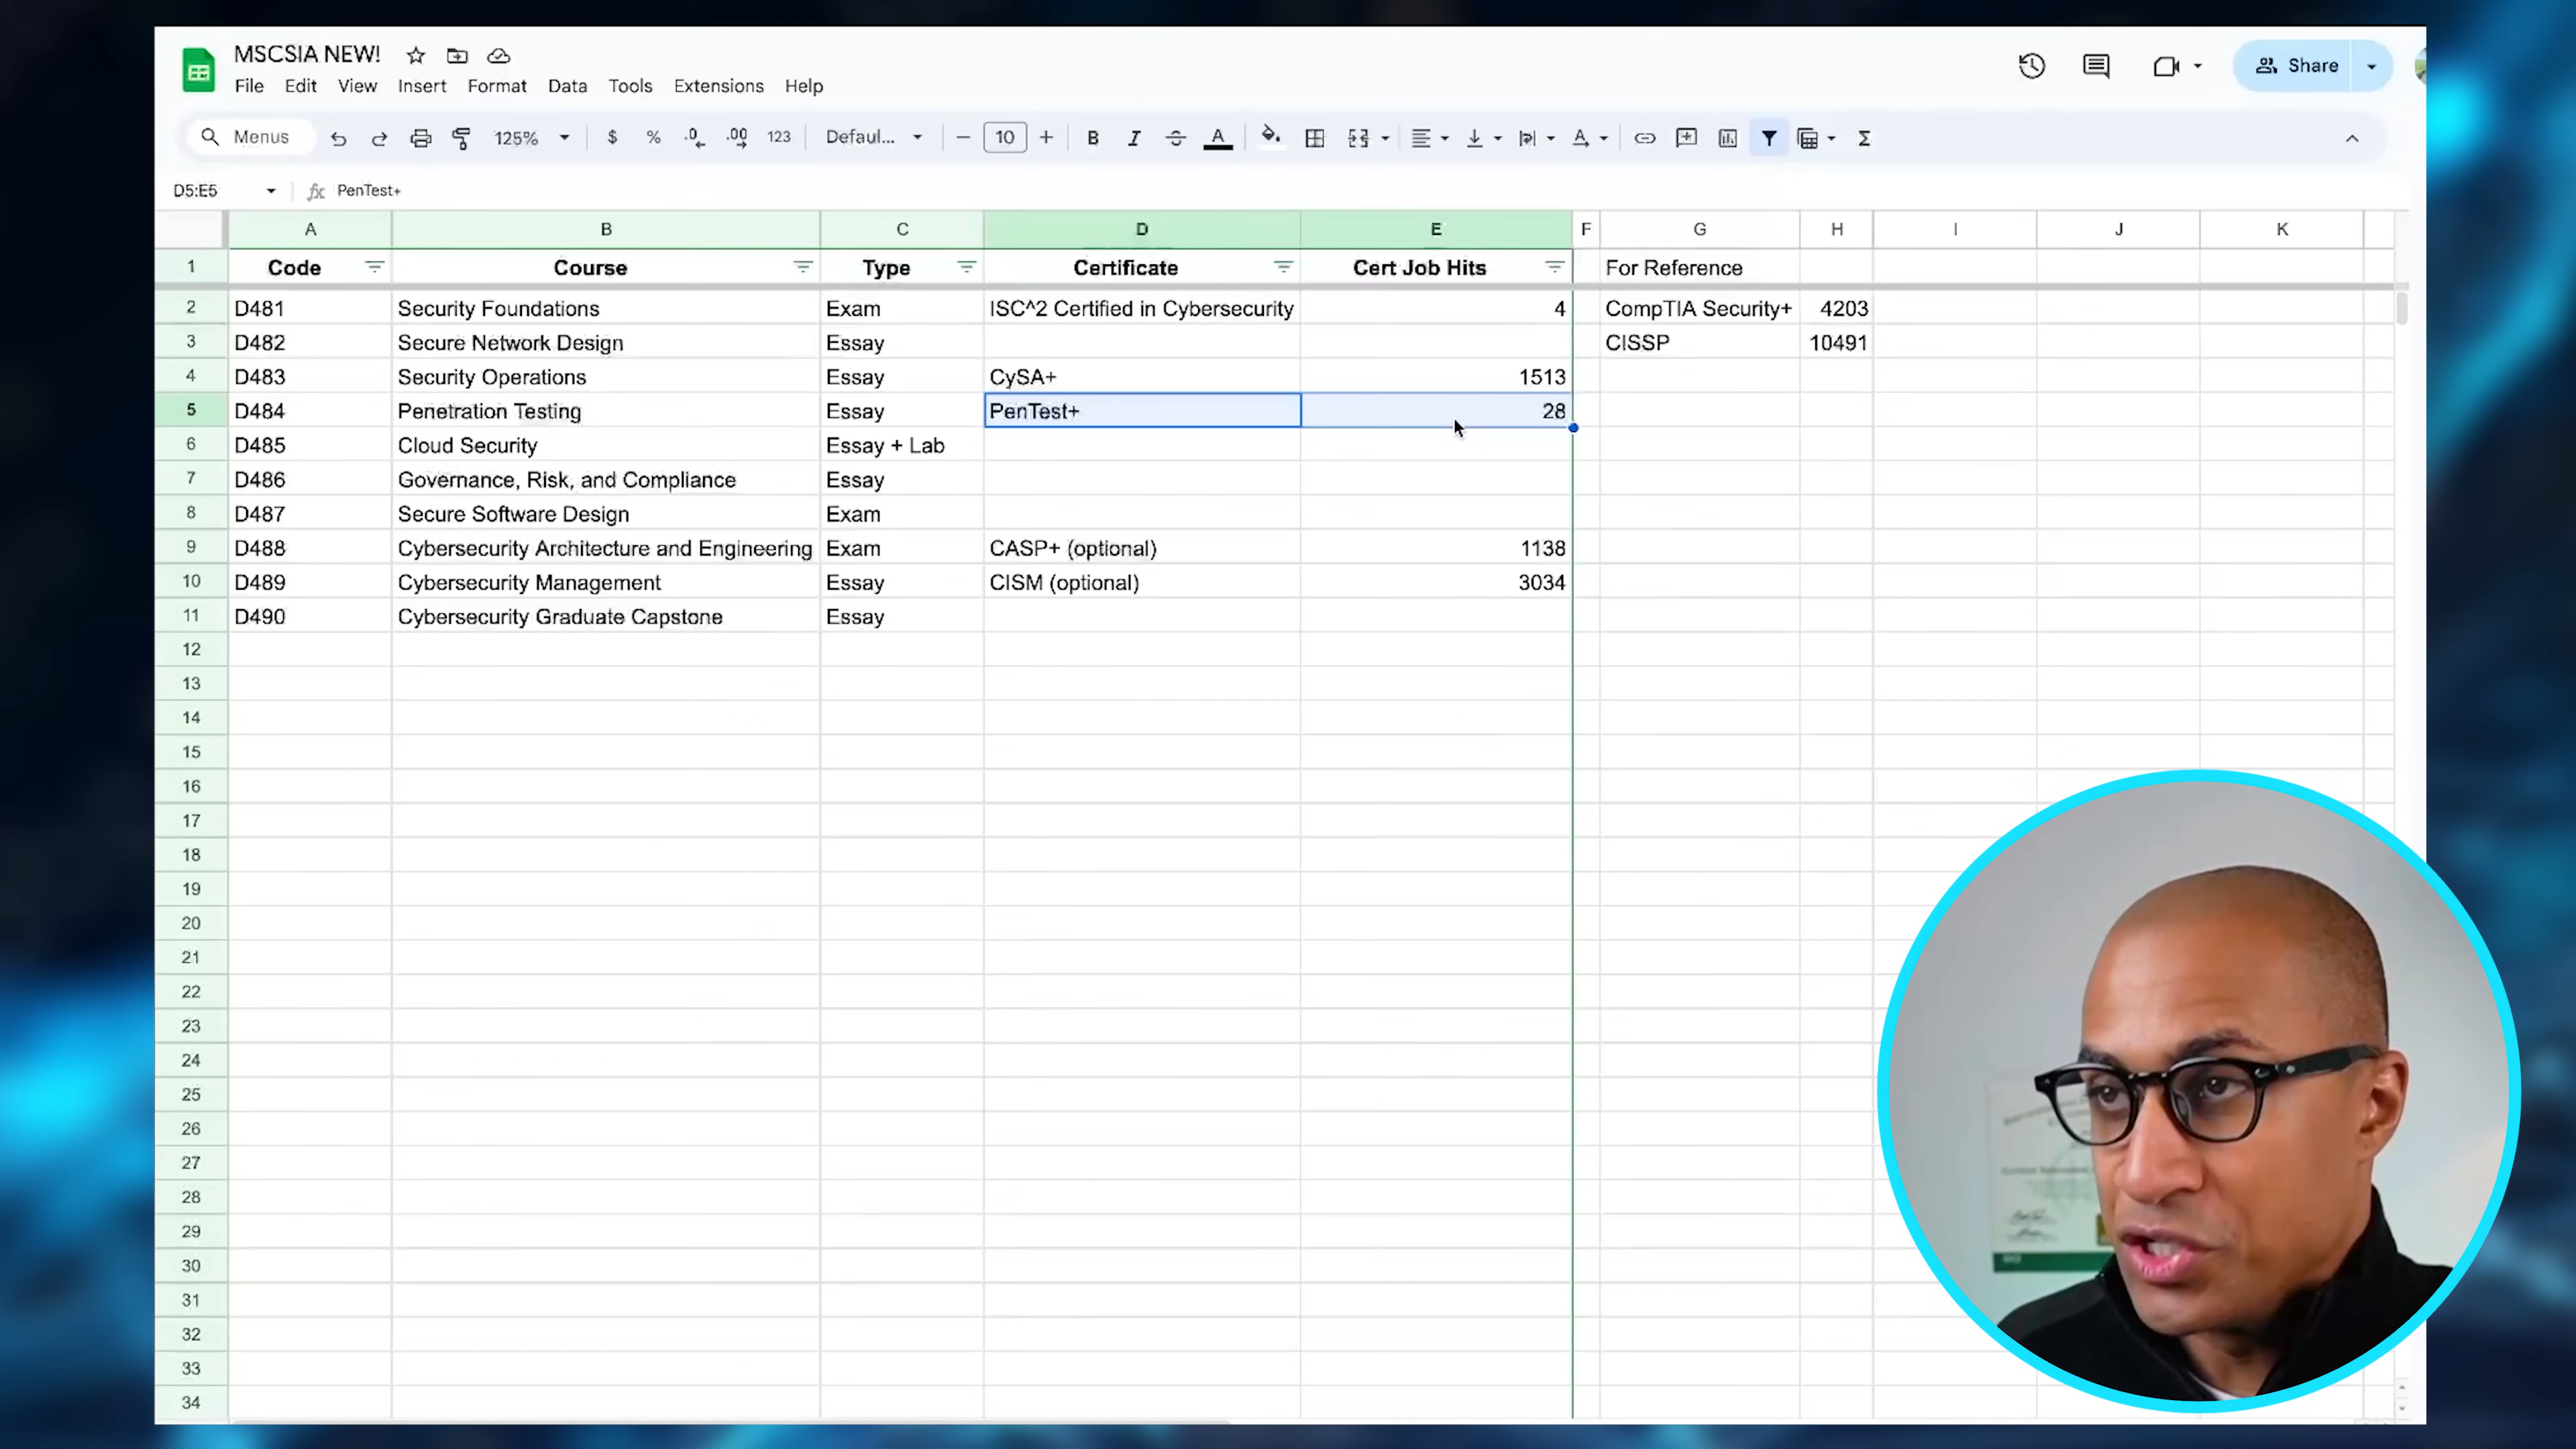 MSCSIA NEW!
File Edit View Insert Format Data Tools Extensions Help
Share
Menus 125% $ % .0 .00 123 Defaul... 10 B I A
D5:E5 fx PenTest+
A B C D E F G H I J K
1 Code Course Type Certificate Cert Job Hits For Reference
2 D481 Security Foundations Exam ISC^2 Certified in Cybersecurity 4 CompTIA Security+ 4203
3 D482 Secure Network Design Essay CISSP 10491
4 D483 Security Operations Essay CySA+ 1513
5 D484 Penetration Testing Essay PenTest+ 28
6 D485 Cloud Security Essay + Lab
7 D486 Governance, Risk, and Compliance Essay
8 D487 Secure Software Design Exam
9 D488 Cybersecurity Architecture and Engineering Exam CASP+ (optional) 1138
10 D489 Cybersecurity Management Essay CISM (optional) 3034
11 D490 Cybersecurity Graduate Capstone Essay
12
13
14
15
16
17
18
19
20
21
22
23
24
25
26
27
28
29
30
31
32
33
34